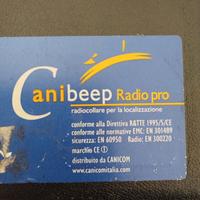 Canibeep Radio pro
radiocollare per la localizzazione
conforme alla Direttiva R&TTE 1995/5/CE
conforme alle normative EMC: EN 301489
sicurezza: EN 60950 Radio: EN 300220
marchio CE
distribuito da CANICOM
www.canicomitalia.com